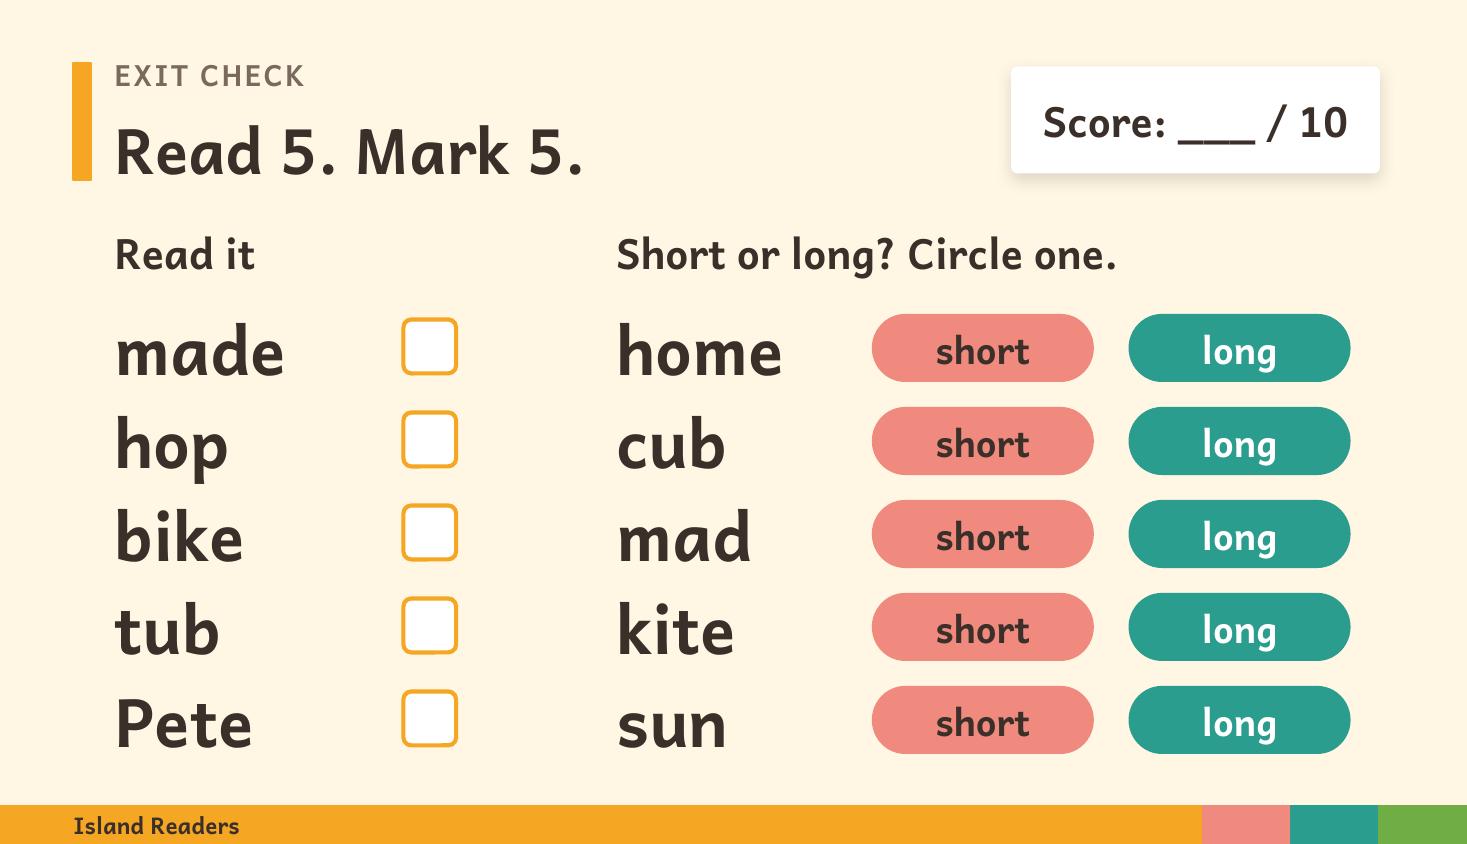 EXIT CHECK
Read 5. Mark 5.
Score: ___ / 10
Read it
made
hop
bike
tub
Pete
Short or long? Circle one.
home short long
cub short long
mad short long
kite short long
sun short long
Island Readers